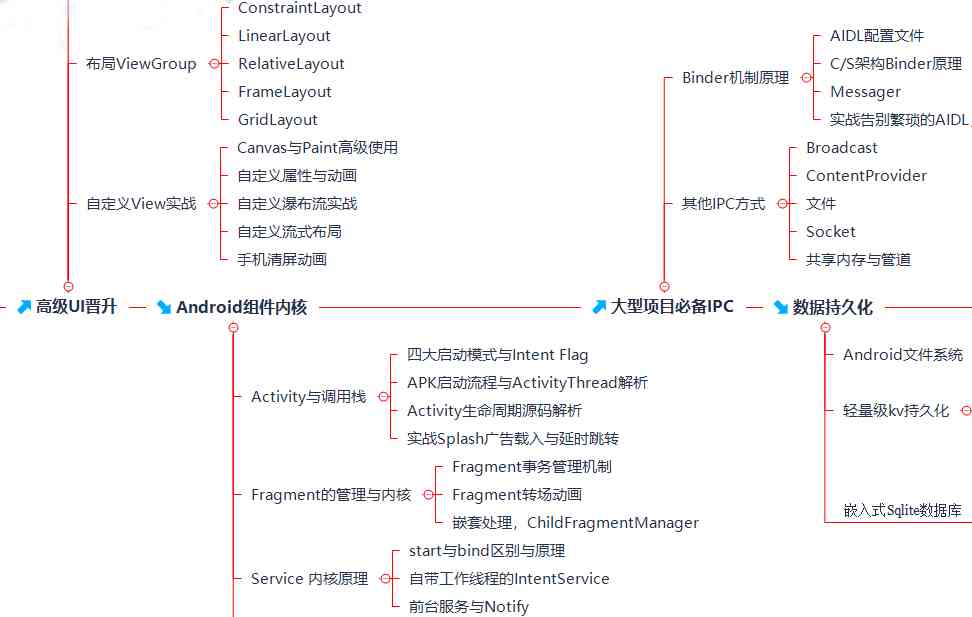 ConstraintLayout
LinearLayout
布局ViewGroup
RelativeLayout
FrameLayout
GridLayout
Canvas与Paint高级使用
自定义属性与动画
自定义View实战
自定义瀑布流实战
自定义流式布局
手机清屏动画
AIDL配置文件
Binder机制原理
C/S架构Binder原理
Messager
实战告别繁琐的AIDL,
Broadcast
ContentProvider
其他IPC方式
文件
Socket
共享内存与管道
高级UI晋升
Android组件内核
大型项目必备IPC
数据持久化
四大启动模式与Intent Flag
APK启动流程与ActivityThread解析
Activity与调用栈
Activity生命周期源码解析
实战Splash广告载入与延时跳转
Fragment事务管理机制
Fragment的管理与内核
Fragment转场动画
嵌套处理，ChildFragmentManager
start与bind区别与原理
Service 内核原理
自带工作线程的IntentService
前台服务与Notify
Android文件系统
轻量级kv持久化
嵌入式Sqlite数据库